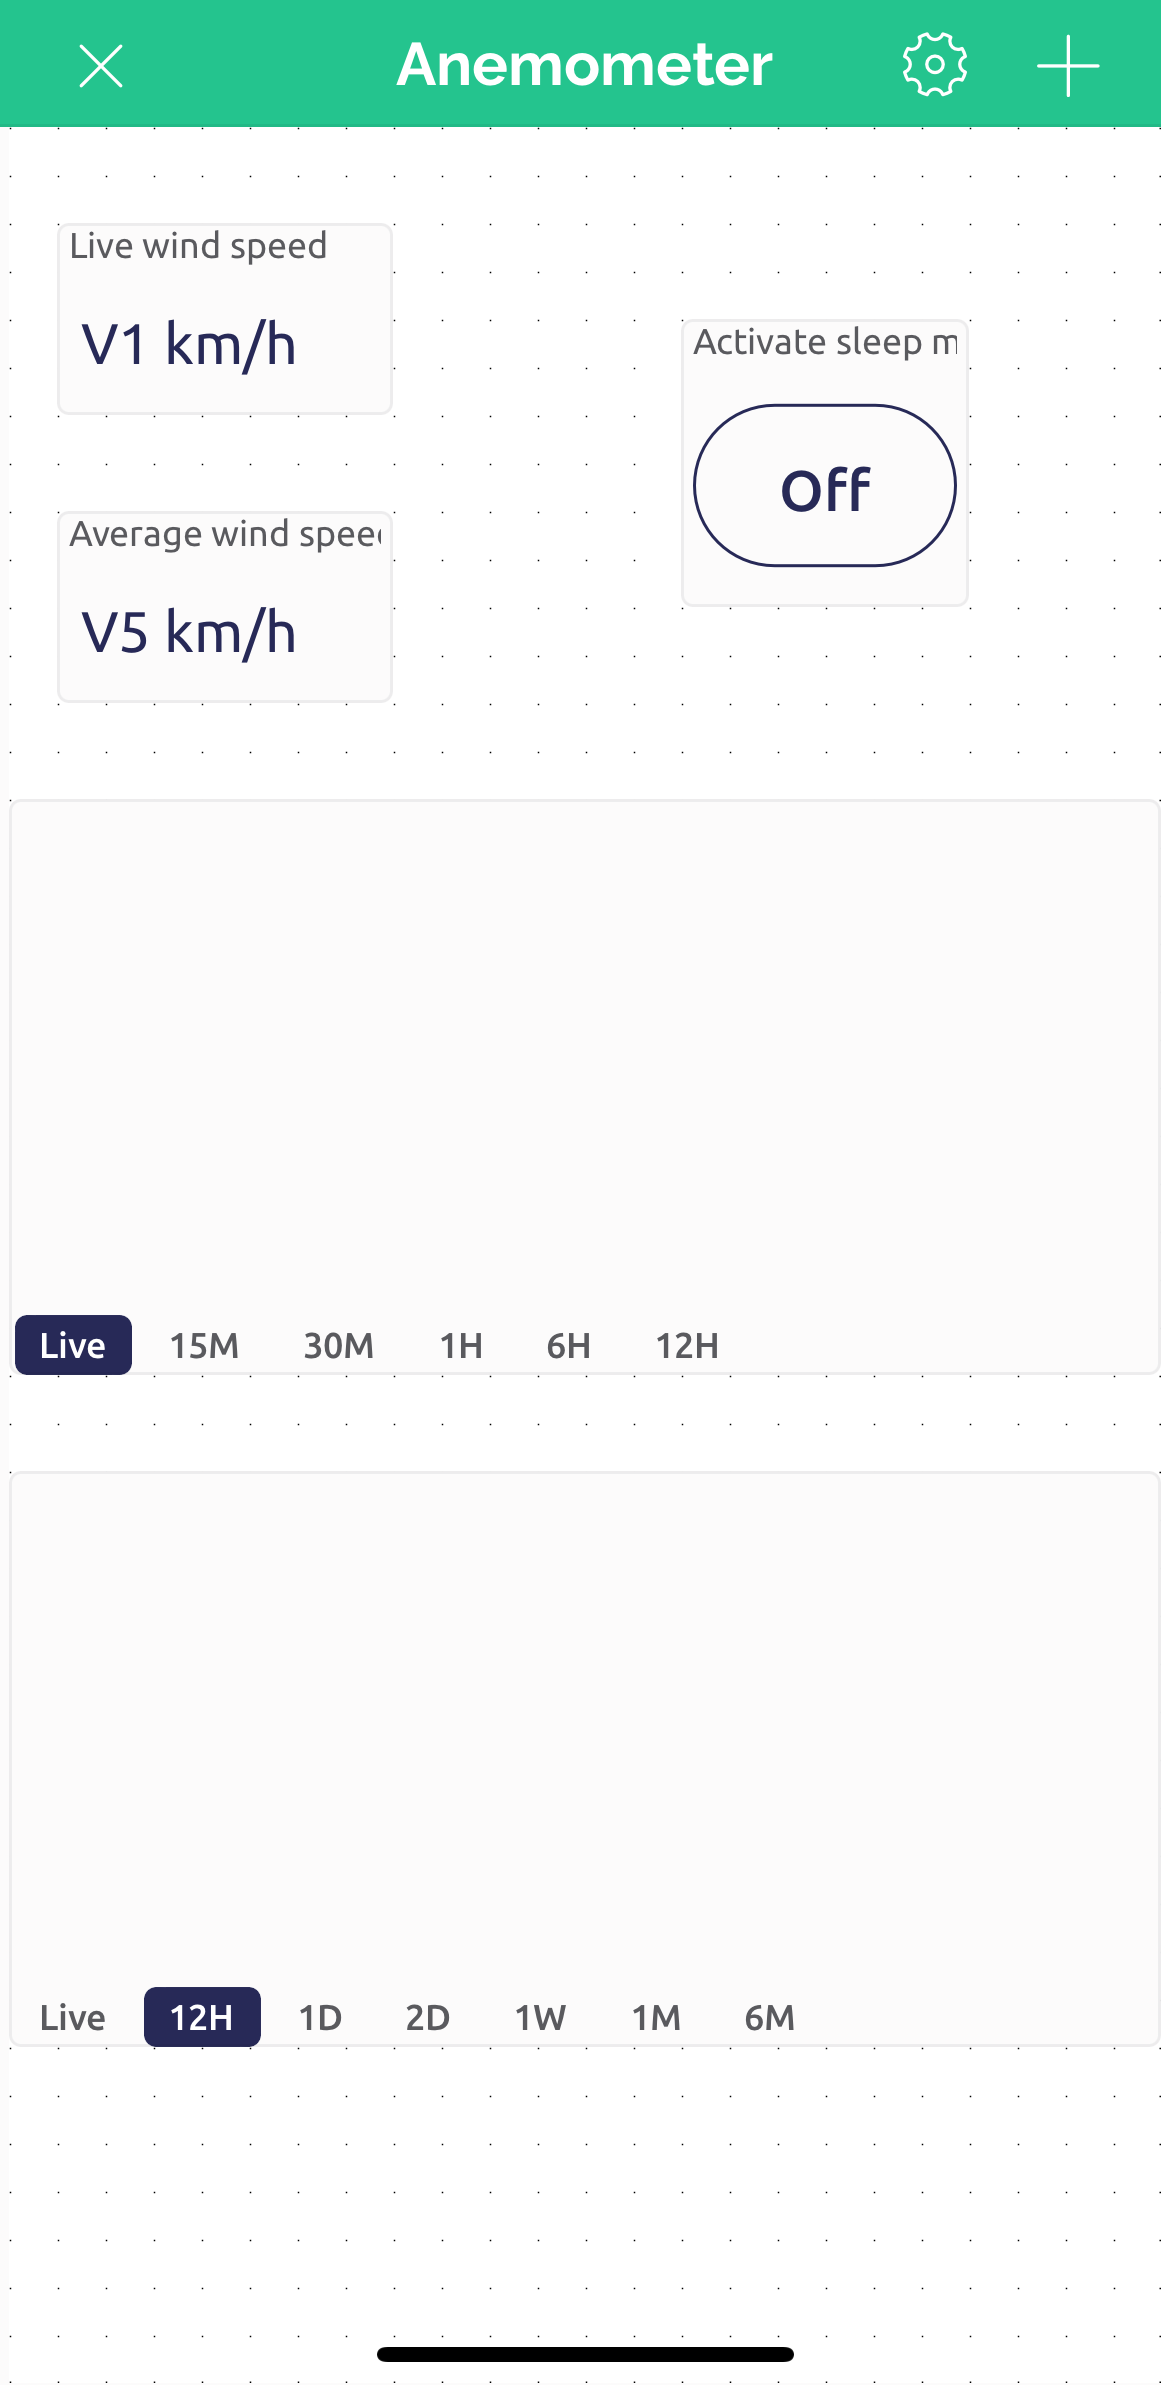 Anemometer
Live wind speed
V1 km/h
Activate sleep m
Off
Average wind spee
V5 km/h
Live 15M 30M 1H 6H 12H
Live 12H 1D 2D 1W 1M 6M